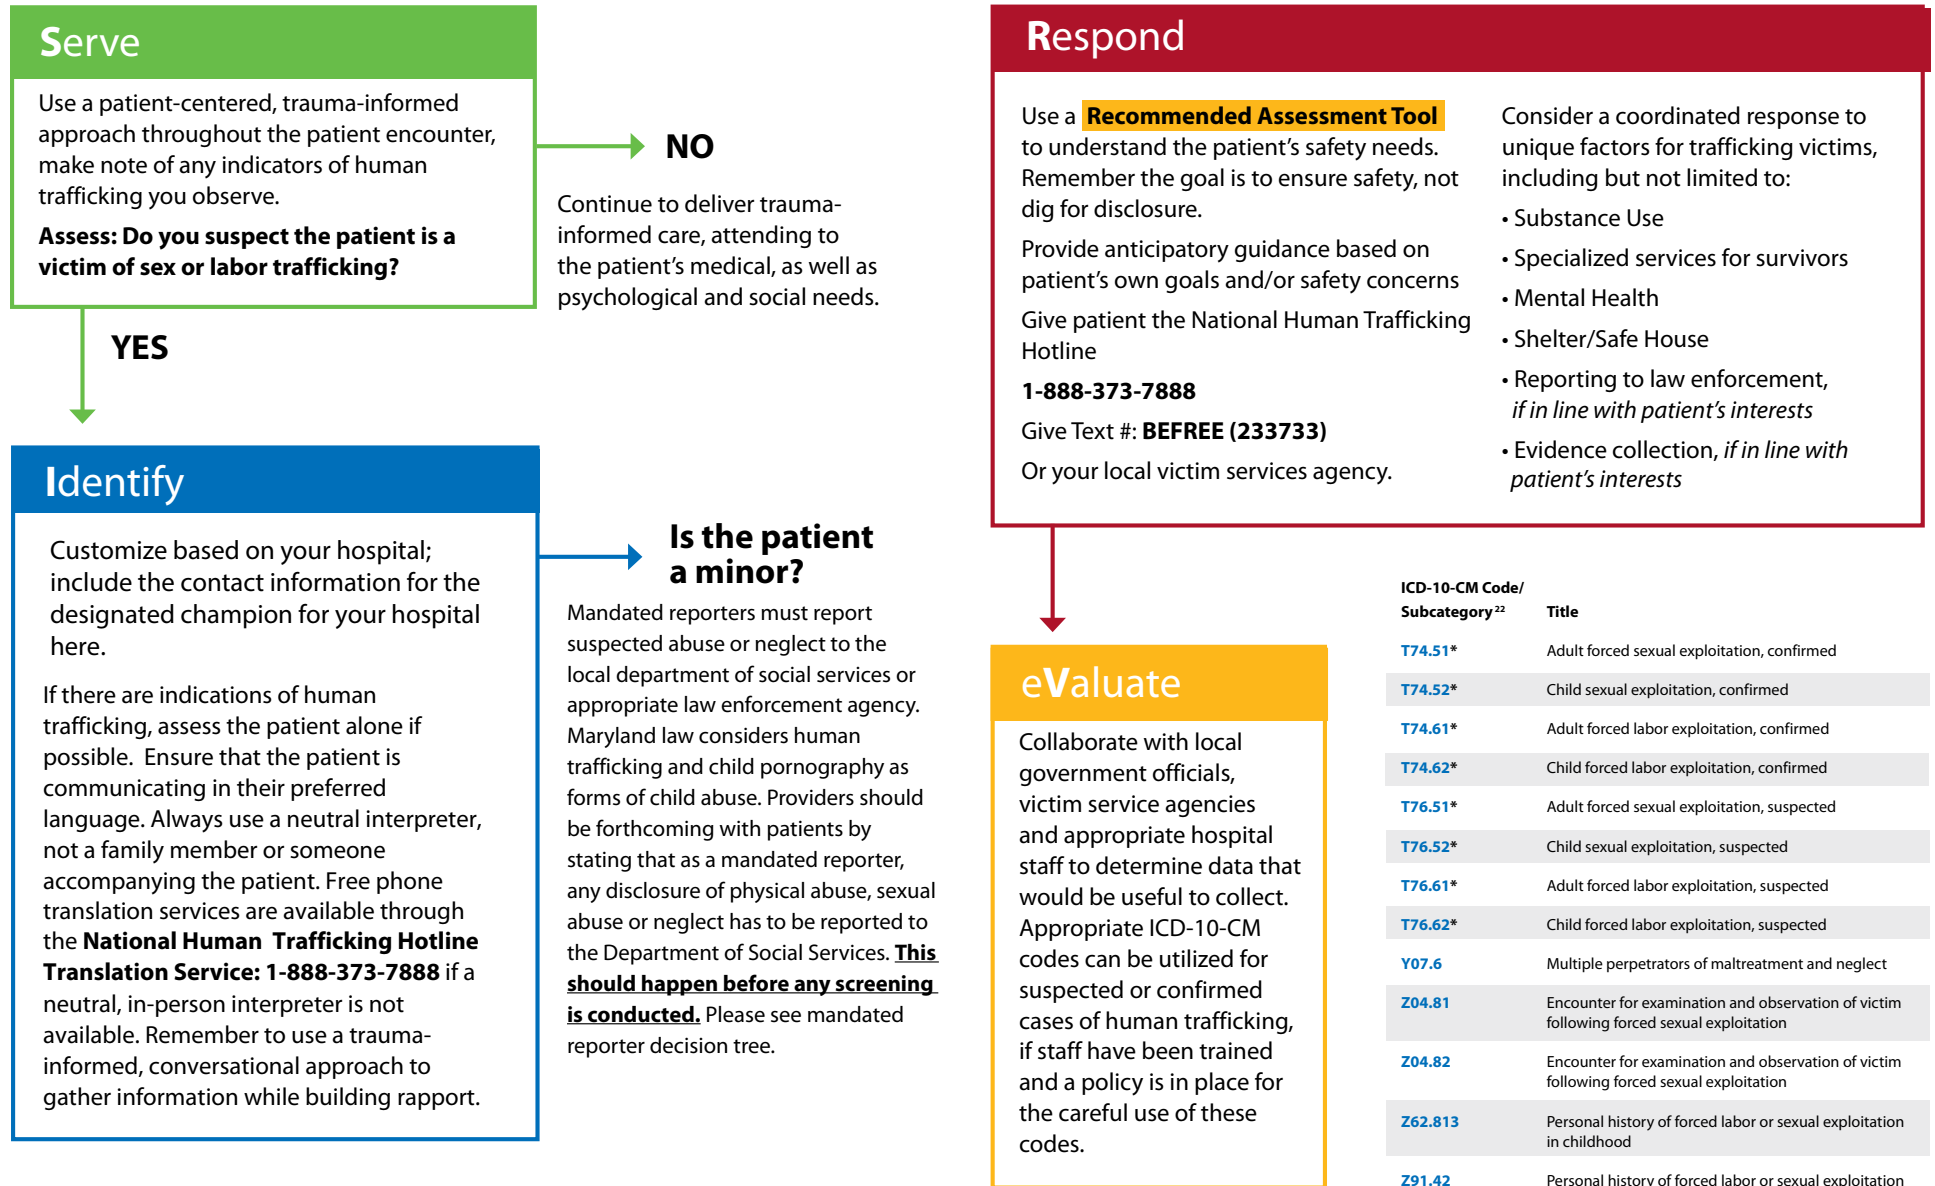 Serve
Use a patient-centered, trauma-informed
approach throughout the patient encounter,
make note of any indicators of human
trafficking you observe.
Assess: Do you suspect the patient is a
victim of sex or labor trafficking?
NO
Continue to deliver trauma-
informed care, attending to
the patient's medical, as well as
psychological and social needs.
YES
Identify
Customize based on your hospital;
include the contact information for the
designated champion for your hospital
here.
If there are indications of human
trafficking, assess the patient alone if
possible. Ensure that the patient is
communicating in their preferred
language. Always use a neutral interpreter,
not a family member or someone
accompanying the patient. Free phone
translation services are available through
the National Human Trafficking Hotline
Translation Service: 1-888-373-7888 if a
neutral, in-person interpreter is not
available. Remember to use a trauma-
informed, conversational approach to
gather information while building rapport.
Is the patient
a minor?
Mandated reporters must report
suspected abuse or neglect to the
local department of social services or
appropriate law enforcement agency.
Maryland law considers human
trafficking and child pornography as
forms of child abuse. Providers should
be forthcoming with patients by
stating that as a mandated reporter,
any disclosure of physical abuse, sexual
abuse or neglect has to be reported to
the Department of Social Services. This
should happen before any screening
is conducted. Please see mandated
reporter decision tree.
Respond
Use a Recommended Assessment Tool
to understand the patient's safety needs.
Remember the goal is to ensure safety, not
dig for disclosure.
Provide anticipatory guidance based on
patient's own goals and/or safety concerns
Give patient the National Human Trafficking
Hotline
1-888-373-7888
Give Text #: BEFREE (233733)
Or your local victim services agency.
Consider a coordinated response to
unique factors for trafficking victims,
including but not limited to:
• Substance Use
• Specialized services for survivors
• Mental Health
• Shelter/Safe House
• Reporting to law enforcement,
if in line with patient's interests
• Evidence collection, if in line with
patient's interests
eValuate
Collaborate with local
government officials,
victim service agencies
and appropriate hospital
staff to determine data that
would be useful to collect.
Appropriate ICD-10-CM
codes can be utilized for
suspected or confirmed
cases of human trafficking,
if staff have been trained
and a policy is in place for
the careful use of these
codes.
ICD-10-CM Code/
Subcategory 22 Title
T74.51* Adult forced sexual exploitation, confirmed
T74.52* Child sexual exploitation, confirmed
T74.61* Adult forced labor exploitation, confirmed
T74.62* Child forced labor exploitation, confirmed
T76.51* Adult forced sexual exploitation, suspected
T76.52* Child sexual exploitation, suspected
T76.61* Adult forced labor exploitation, suspected
T76.62* Child forced labor exploitation, suspected
Y07.6 Multiple perpetrators of maltreatment and neglect
Z04.81 Encounter for examination and observation of victim
following forced sexual exploitation
Z04.82 Encounter for examination and observation of victim
following forced sexual exploitation
Z62.813 Personal history of forced labor or sexual exploitation
in childhood
Z91.42 Personal history of forced labor or sexual exploitation